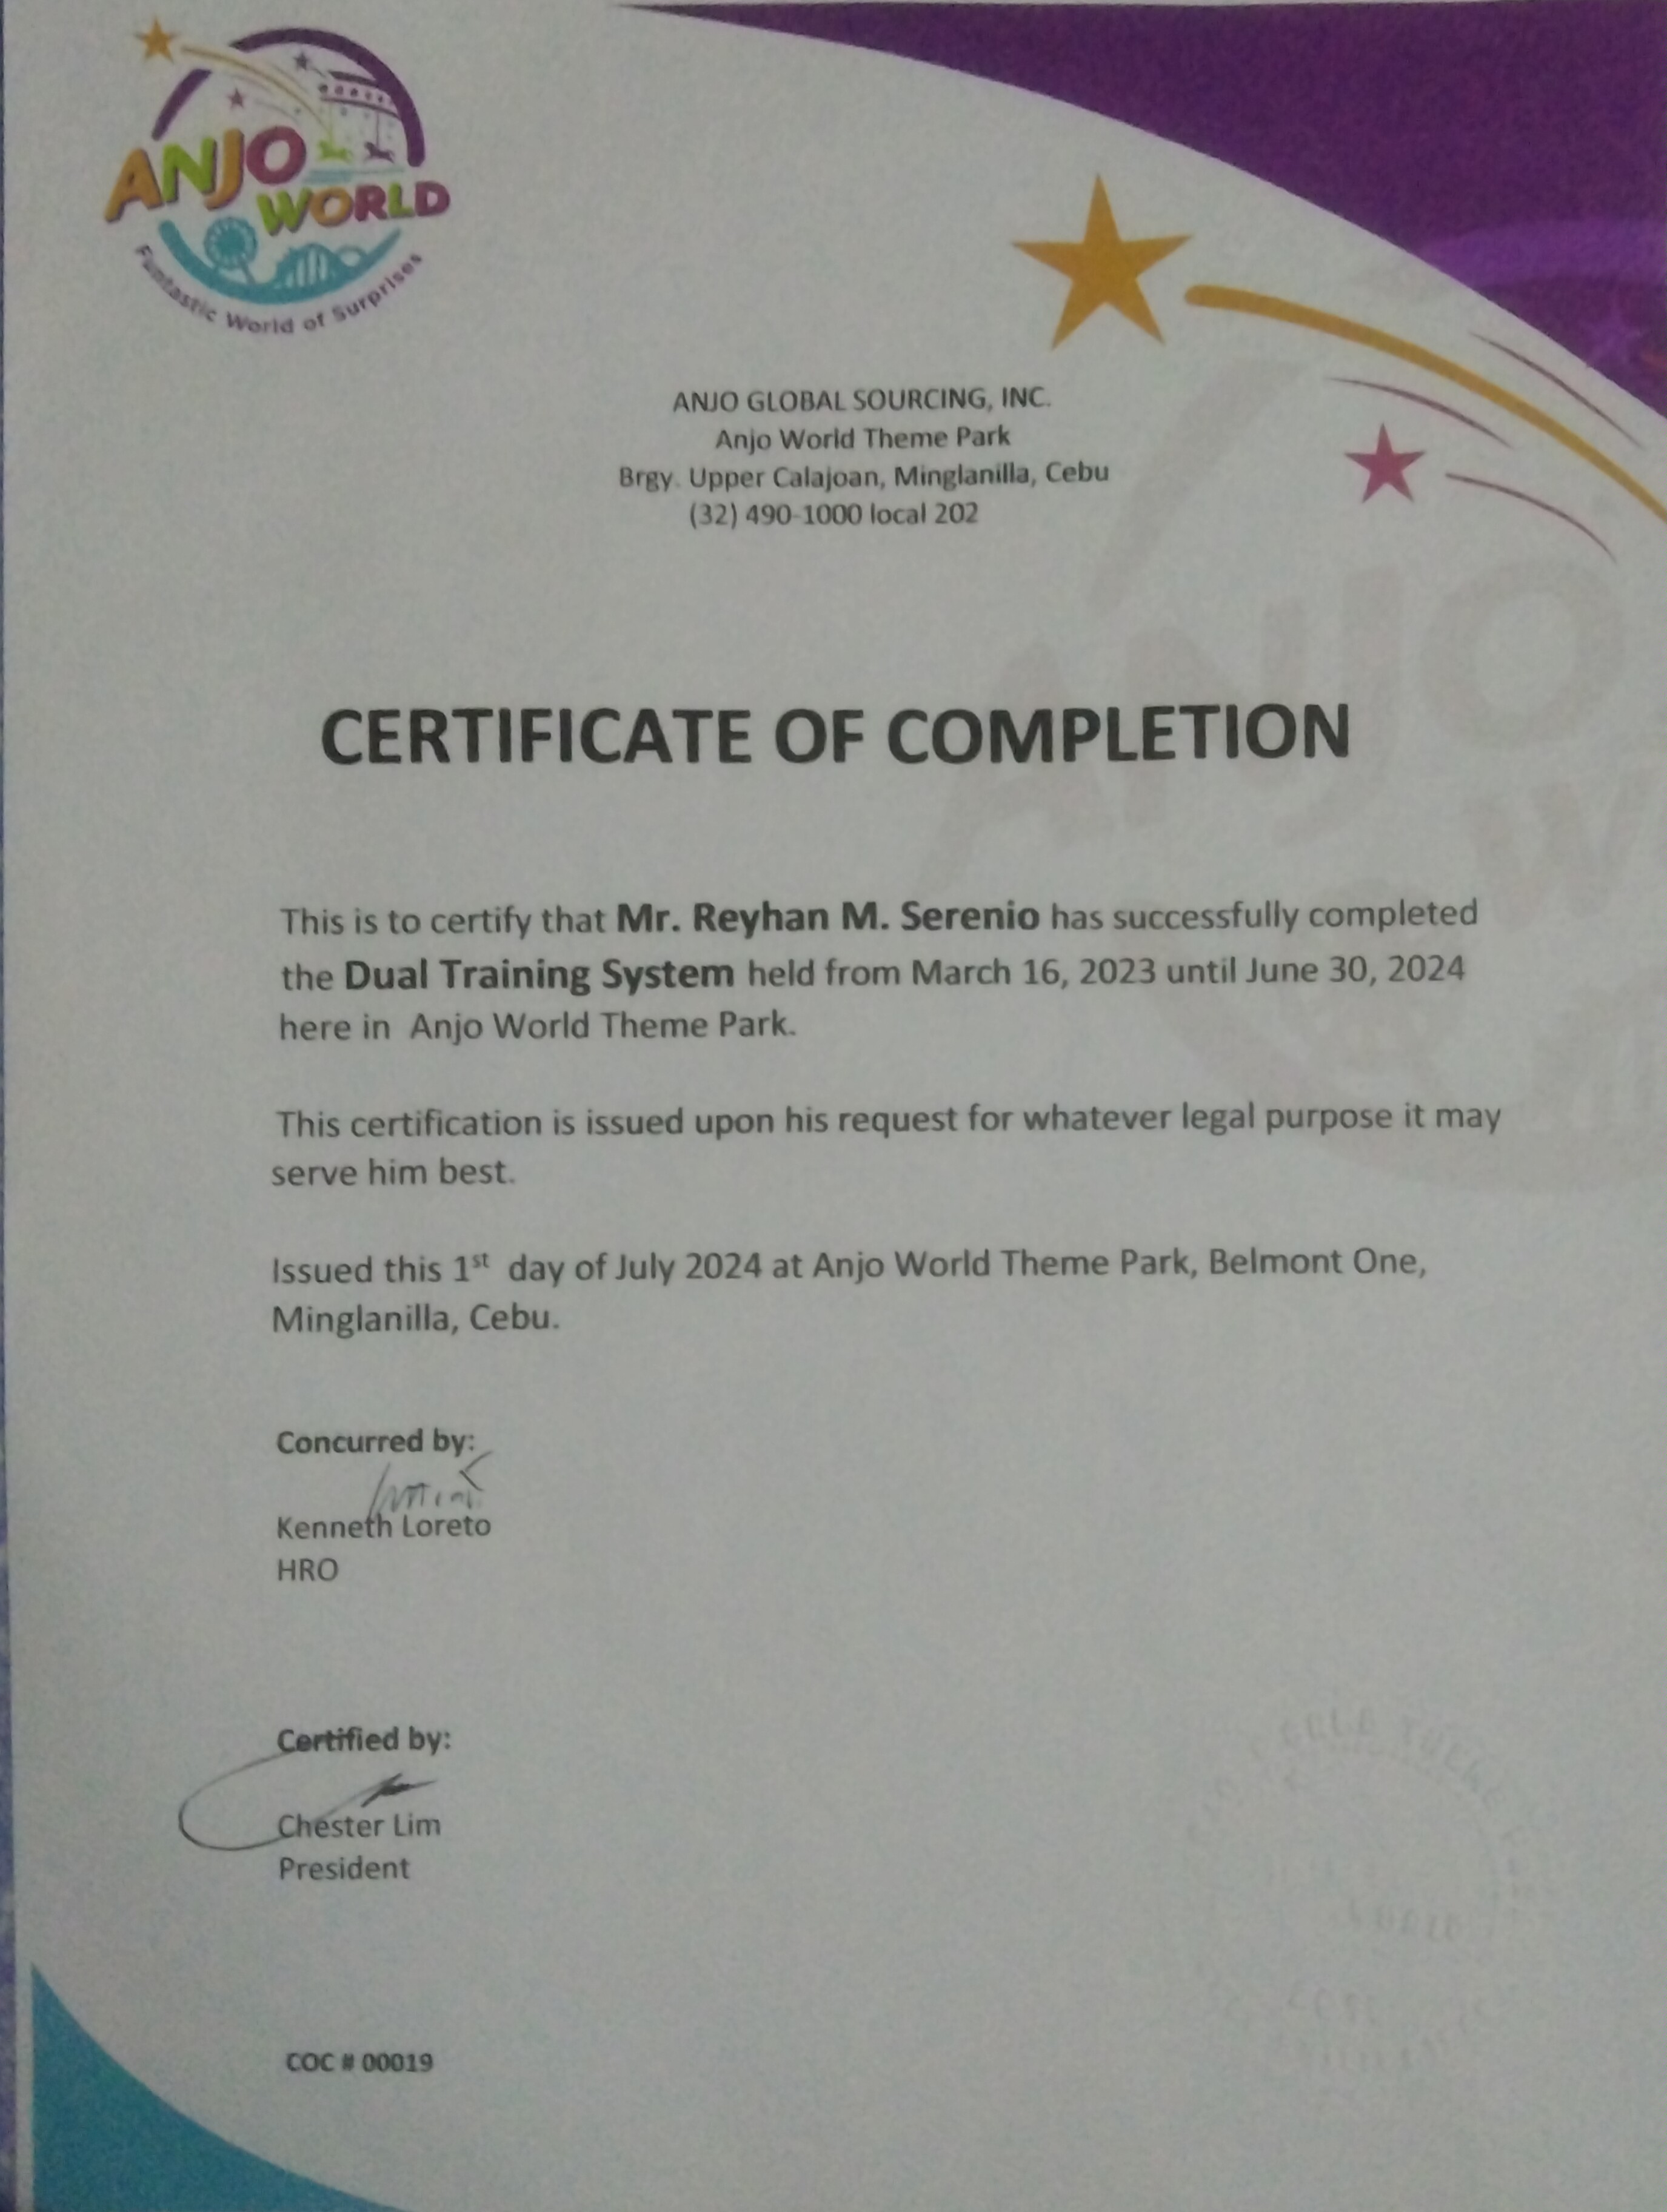 ANJO
WORLD
Funtastic World of Surprises
ANJO GLOBAL SOURCING, INC.
Anjo World Theme Park
Brgy. Upper Calajoan, Minglanilla, Cebu
(32) 490-1000 local 202
ANJO
CERTIFICATE OF COMPLETION
This is to certify that Mr. Reyhan M. Serenio has successfully completed
the Dual Training System held from March 16, 2023 until June 30, 2024
here in Anjo World Theme Park.
This certification is issued upon his request for whatever legal purpose it may
serve him best.
Issued this 1st day of July 2024 at Anjo World Theme Park, Belmont One,
Minglanilla, Cebu.
Concurred by:
Kenneth Loreto
HRO
Certified by:
Chester Lim
President
COC # 00019